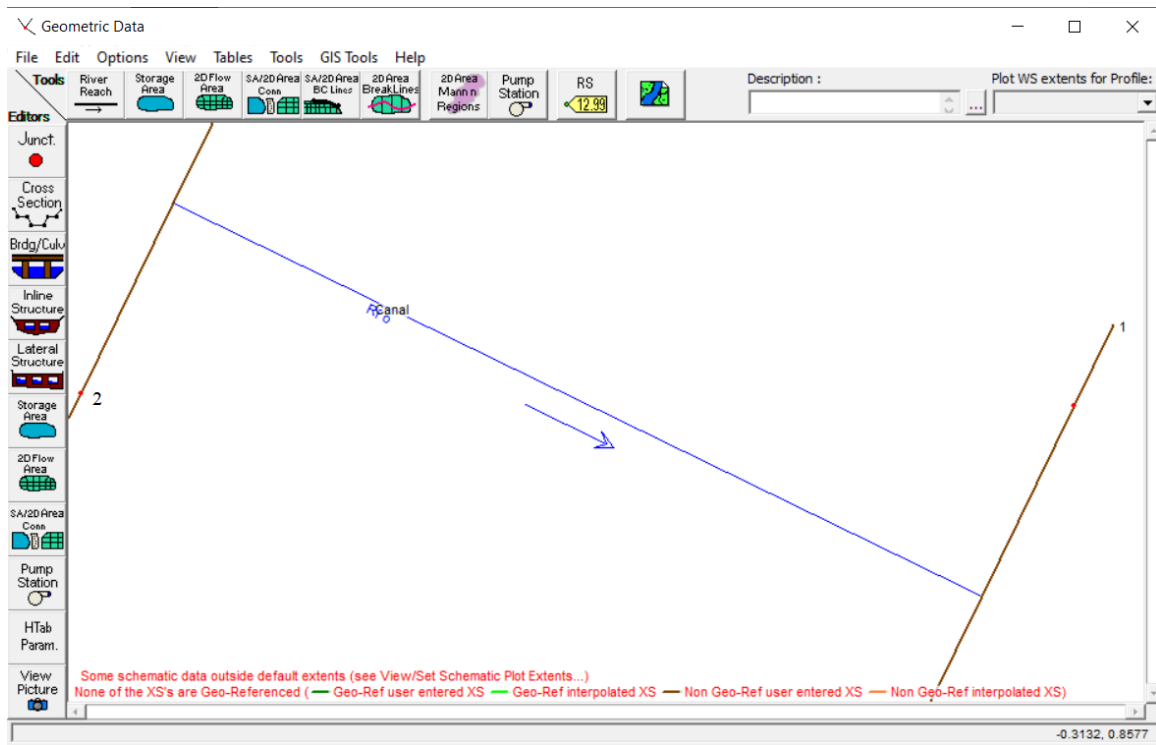 Geometric Data
File Edit Options View Tables Tools GIS Tools Help
Tools
Editors
River
Reach
Storage
Area
2D Flow
Area
SA/2D Area
Conn
SA/2D Area
BC Lines
2D Area
BreakLines
2D Area
Mann n
Regions
Pump
Station
RS
12.99
Description :
...
Plot WS extents for Profile:
Junct.
Cross
Section
Brdg/Culv
Inline
Structure
Lateral
Structure
Storage
Area
2D Flow
Area
SA/2D Area
Conn
Pump
Station
HTab
Param.
View
Picture
Canal
1
2
Some schematic data outside default extents (see View/Set Schematic Plot Extents...)
None of the XS's are Geo-Referenced ( Geo-Ref user entered XS Geo-Ref interpolated XS Non Geo-Ref user entered XS Non Geo-Ref interpolated XS)
-0.3132, 0.8577